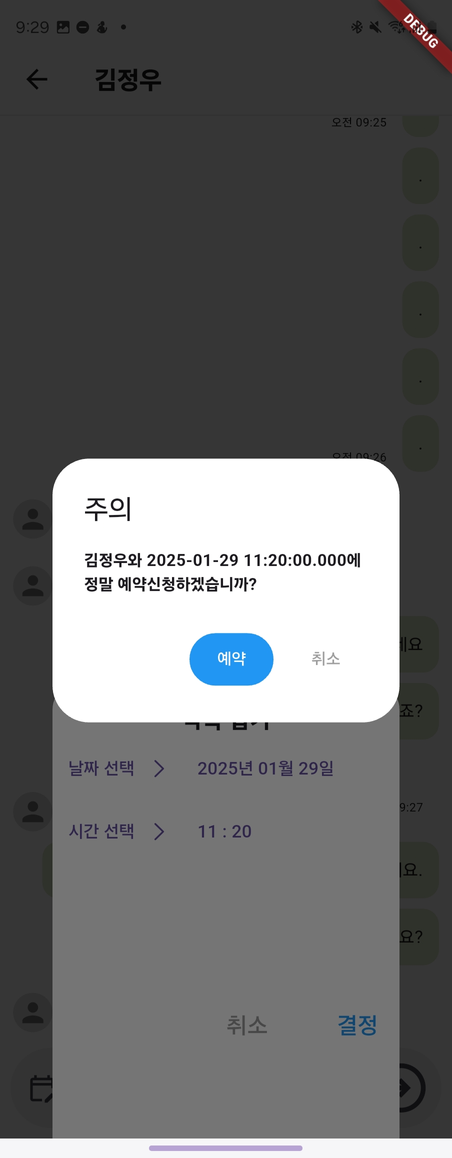 9:29
DEBUG
김정우
오전 09:25
.
.
.
.
.
오전 09:26
주의
김정우와 2025-01-29 11:20:00.000에
정말 예약신청하겠습니까?
예약 취소
요
죠?
날짜 선택 2025년 01월 29일
9:27
시간 선택 11 : 20
요.
요?
취소 결정